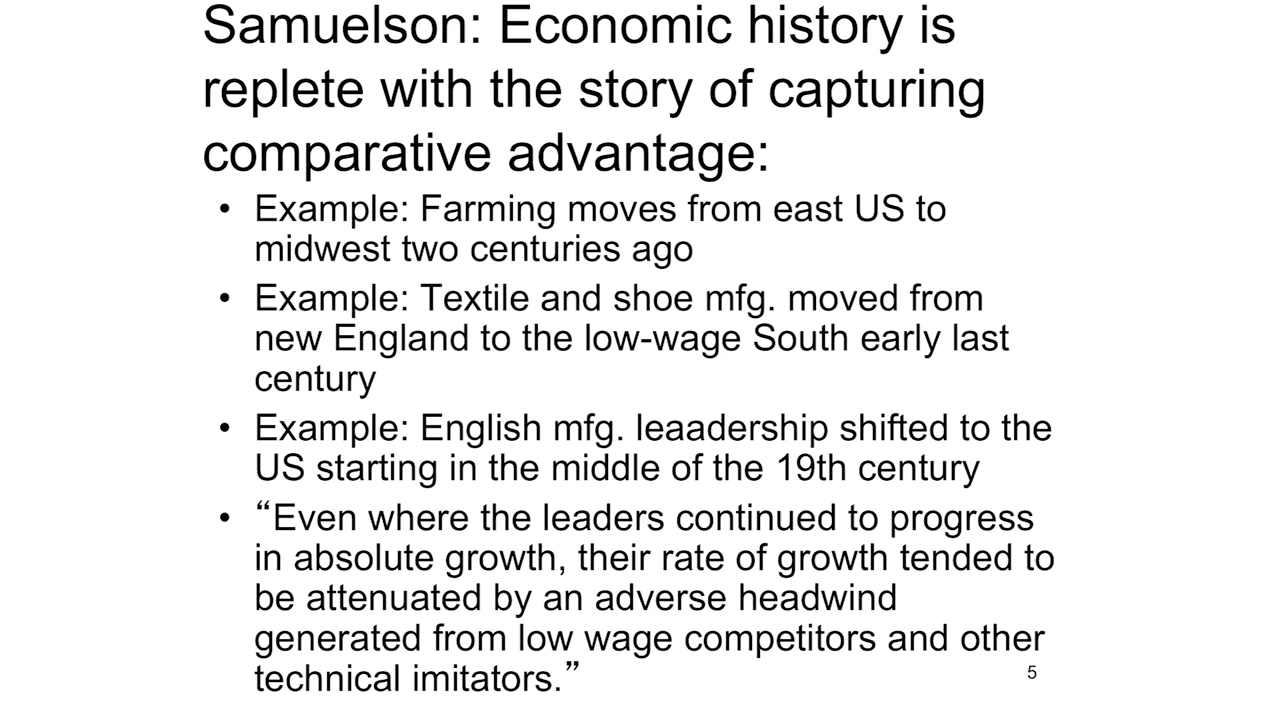 Samuelson: Economic history is
replete with the story of capturing
comparative advantage:
• Example: Farming moves from east US to
midwest two centuries ago
• Example: Textile and shoe mfg. moved from
new England to the low-wage South early last
century
• Example: English mfg. leaadership shifted to the
US starting in the middle of the 19th century
• “Even where the leaders continued to progress
in absolute growth, their rate of growth tended to
be attenuated by an adverse headwind
generated from low wage competitors and other
technical imitators.”
5